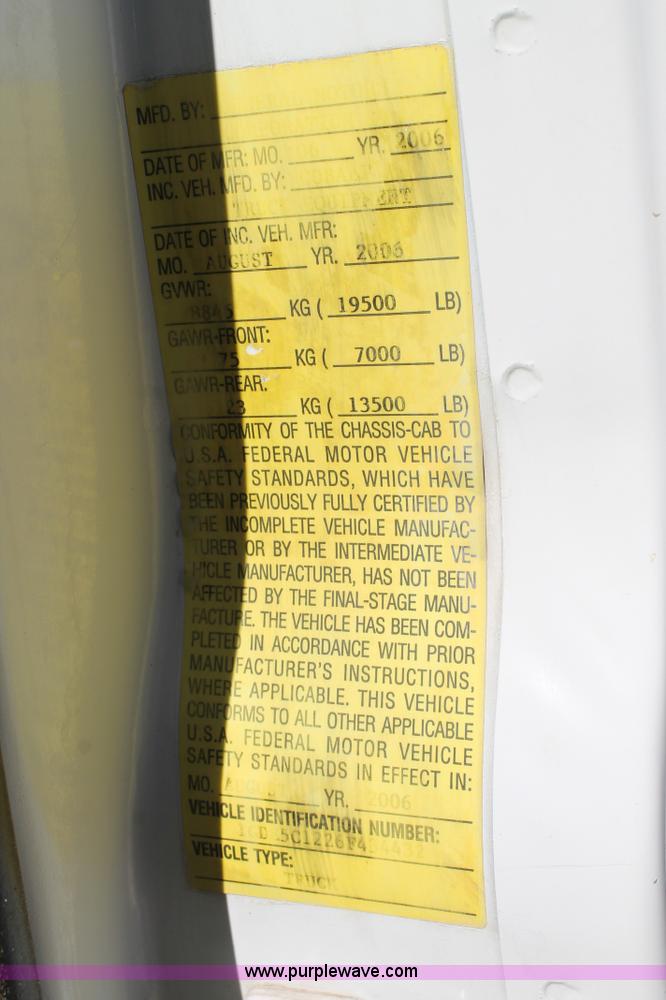 MFD. BY:
DATE OF MFR: MO. YR. 2006
INC. VEH. MFD. BY:
DATE OF INC. VEH. MFR:
MO. AUGUST YR. 2006
GVWR:
8845 KG ( 19500 LB)
GAWR-FRONT:
75 KG ( 7000 LB)
GAWR-REAR:
23 KG ( 13500 LB)
CONFORMITY OF THE CHASSIS-CAB TO
U.S.A. FEDERAL MOTOR VEHICLE
SAFETY STANDARDS, WHICH HAVE
BEEN PREVIOUSLY FULLY CERTIFIED BY
THE INCOMPLETE VEHICLE MANUFAC-
TURER OR BY THE INTERMEDIATE VE-
HICLE MANUFACTURER, HAS NOT BEEN
AFFECTED BY THE FINAL-STAGE MANU-
FACTURE. THE VEHICLE HAS BEEN COM-
PLETED IN ACCORDANCE WITH PRIOR
MANUFACTURER'S INSTRUCTIONS,
WHERE APPLICABLE. THIS VEHICLE
CONFORMS TO ALL OTHER APPLICABLE
U.S.A. FEDERAL MOTOR VEHICLE
SAFETY STANDARDS IN EFFECT IN:
MO. AUGUST YR. 2006
VEHICLE IDENTIFICATION NUMBER:
VEHICLE TYPE:
TRUCK
www.purplewave.com